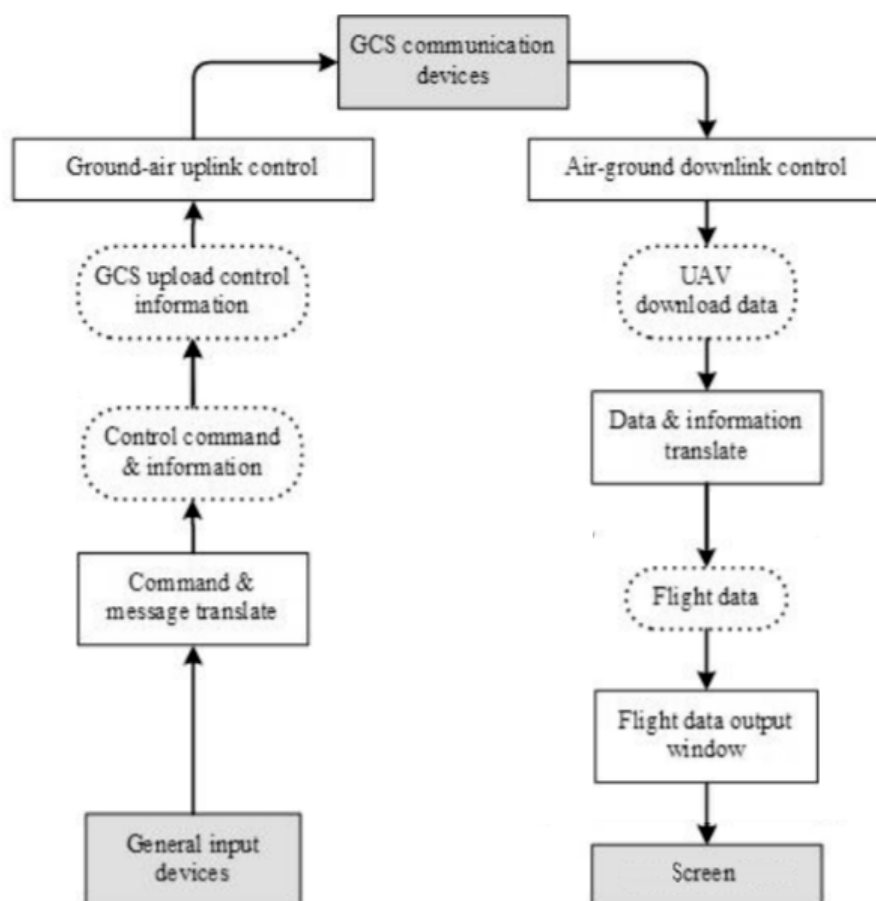 GCS communication
devices
Ground-air uplink control
Air-ground downlink control
GCS upload control
information
UAV
download data
Control command
& information
Data & information
translate
Command &
message translate
Flight data
Flight data output
window
General input
devices
Screen